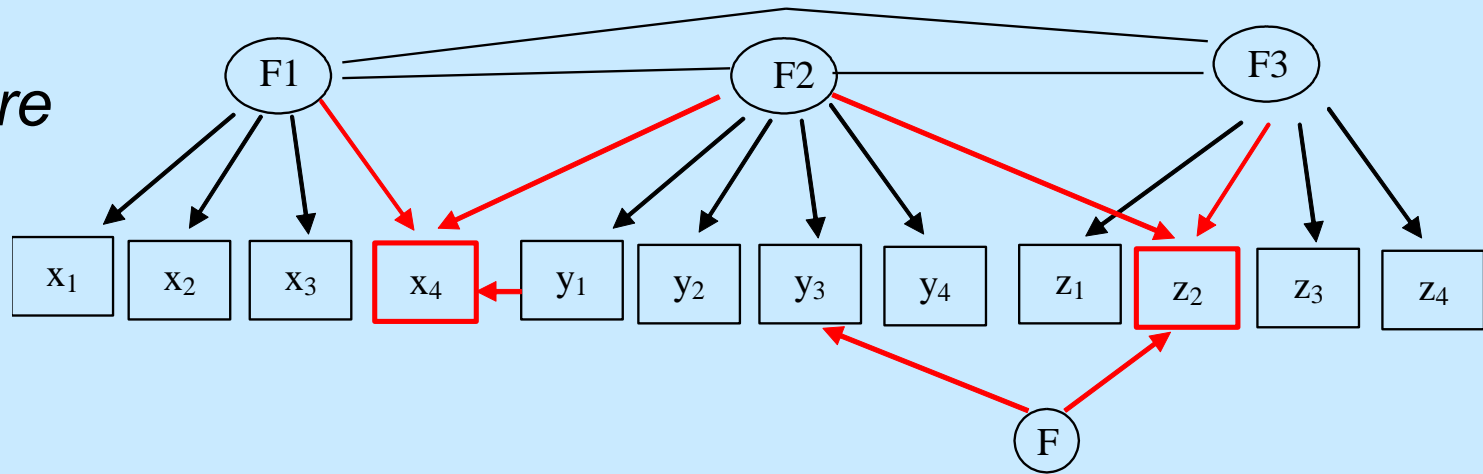 F1 F2 F3
re
x₁ x₂ x₃ x₄ y₁ y₂ y₃ y₄ z₁ z₂ z₃ z₄
F